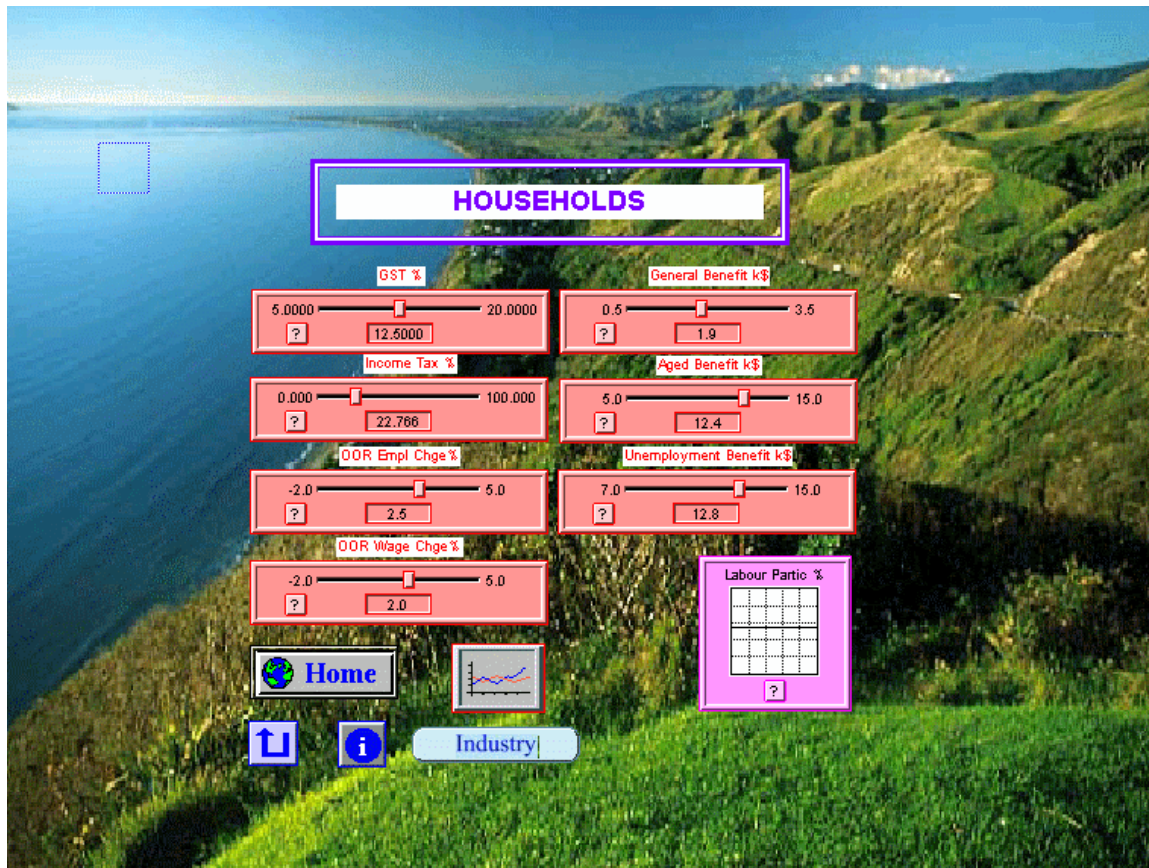 HOUSEHOLDS
GST %
5.0000 20.0000
?
12.5000
General Benefit k$
0.5 3.5
?
1.9
Income Tax %
0.000 100.000
?
22.766
Aged Benefit k$
5.0 15.0
?
12.4
OOR Empl Chge %
-2.0 5.0
?
2.5
Unemployment Benefit k$
7.0 15.0
?
12.8
OOR Wage Chge %
-2.0 5.0
?
2.0
Labour Partic %
?
Home
i
Industry